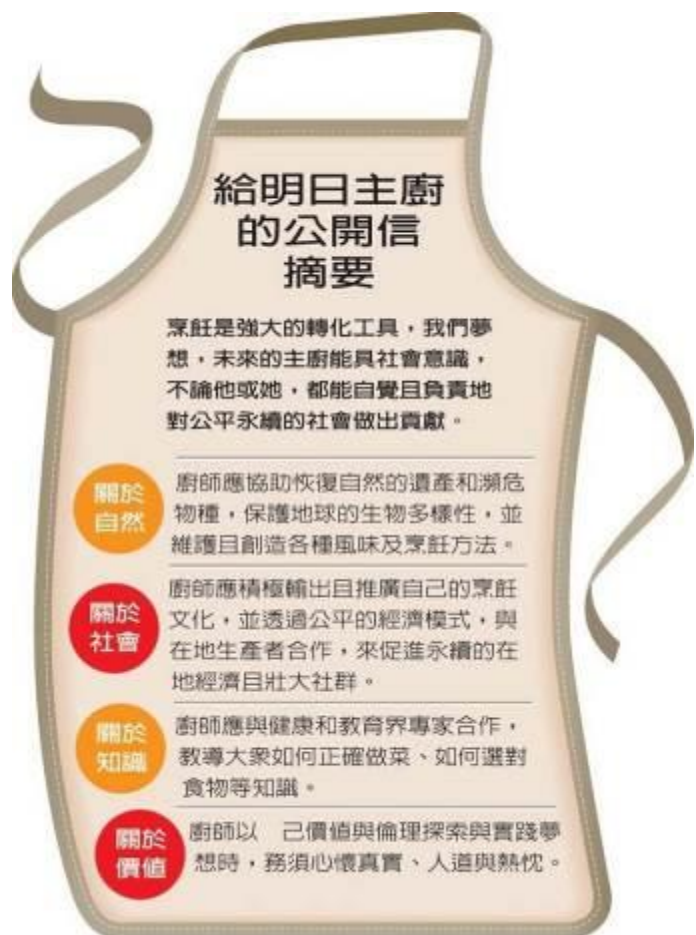 給明日主廚
的公開信
摘要
烹飪是強大的轉化工具，我們夢
想，未來的主廚能具社會意識，
不論他或她，都能自覺且負責地
對公平永續的社會做出貢獻。
關於
自然
廚師應協助恢復自然的遺產和瀕危
物種，保護地球的生物多樣性，並
維護且創造各種風味及烹飪方法。
關於
社會
廚師應積極輸出且推廣自己的烹飪
文化，並透過公平的經濟模式，與
在地生產者合作，來促進永續的在
地經濟且壯大社群。
關於
知識
廚師應與健康和教育界專家合作，
教導大眾如何正確做菜、如何選對
食物等知識。
關於
價值
廚師以　己價值與倫理探索與實踐夢
想時，務須心懷真實、人道與熱忱。